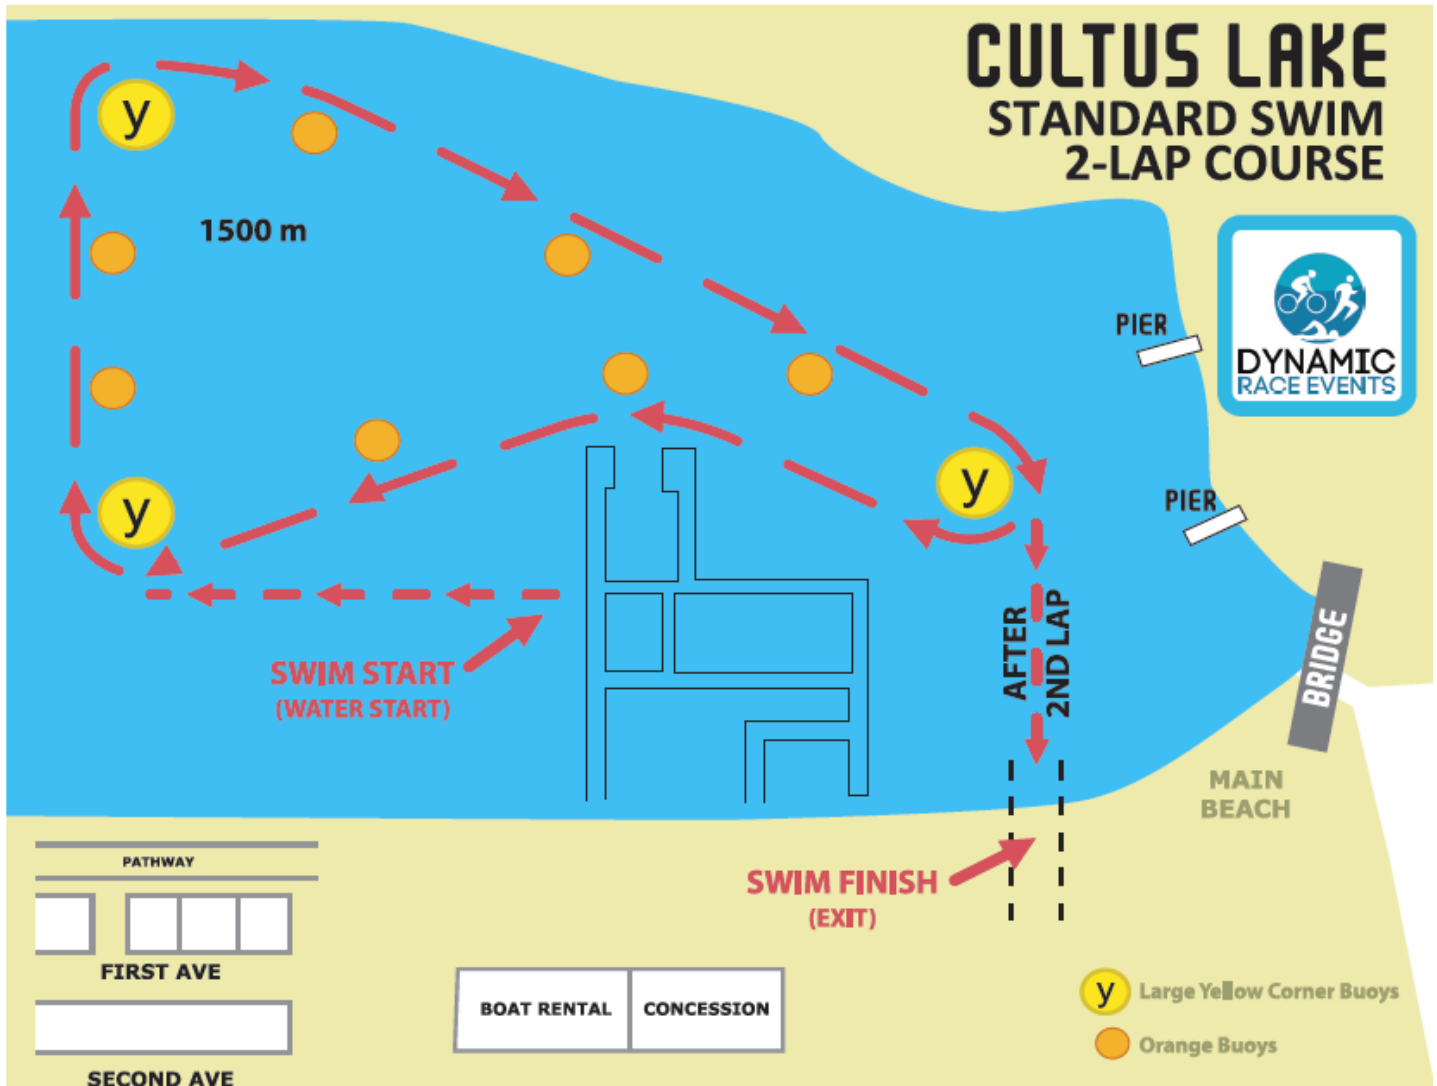 CULTUS LAKE
STANDARD SWIM
2-LAP COURSE
y
1500 m
PIER
DYNAMIC
RACE EVENTS
y
y
PIER
AFTER
2ND LAP
BRIDGE
SWIM START
(WATER START)
MAIN
BEACH
PATHWAY
SWIM FINISH
(EXIT)
FIRST AVE
BOAT RENTAL
CONCESSION
y Large Yellow Corner Buoys
Orange Buoys
SECOND AVE